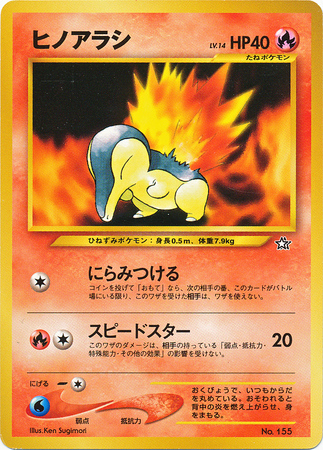 ヒノアラシ LV.14 HP40
たねポケモン
ひねずみポケモン：身長0.5m、体重7.9kg
にらみつける
コインを投げて「おもて」なら、次の相手の番、このカードがバトル
場にいる限り、このワザを受けた相手は、ワザを使えない。
スピードスター 20
このワザのダメージは、相手の持っている「弱点・抵抗力・
特殊能力・その他の効果」の影響を受けない。
にげる
弱点 抵抗力
おくびょうで、いつもからだ
を丸めている。おそわれると
背中の炎を燃え上がらせ、身
をまもる。
Illus.Ken Sugimori
No. 155